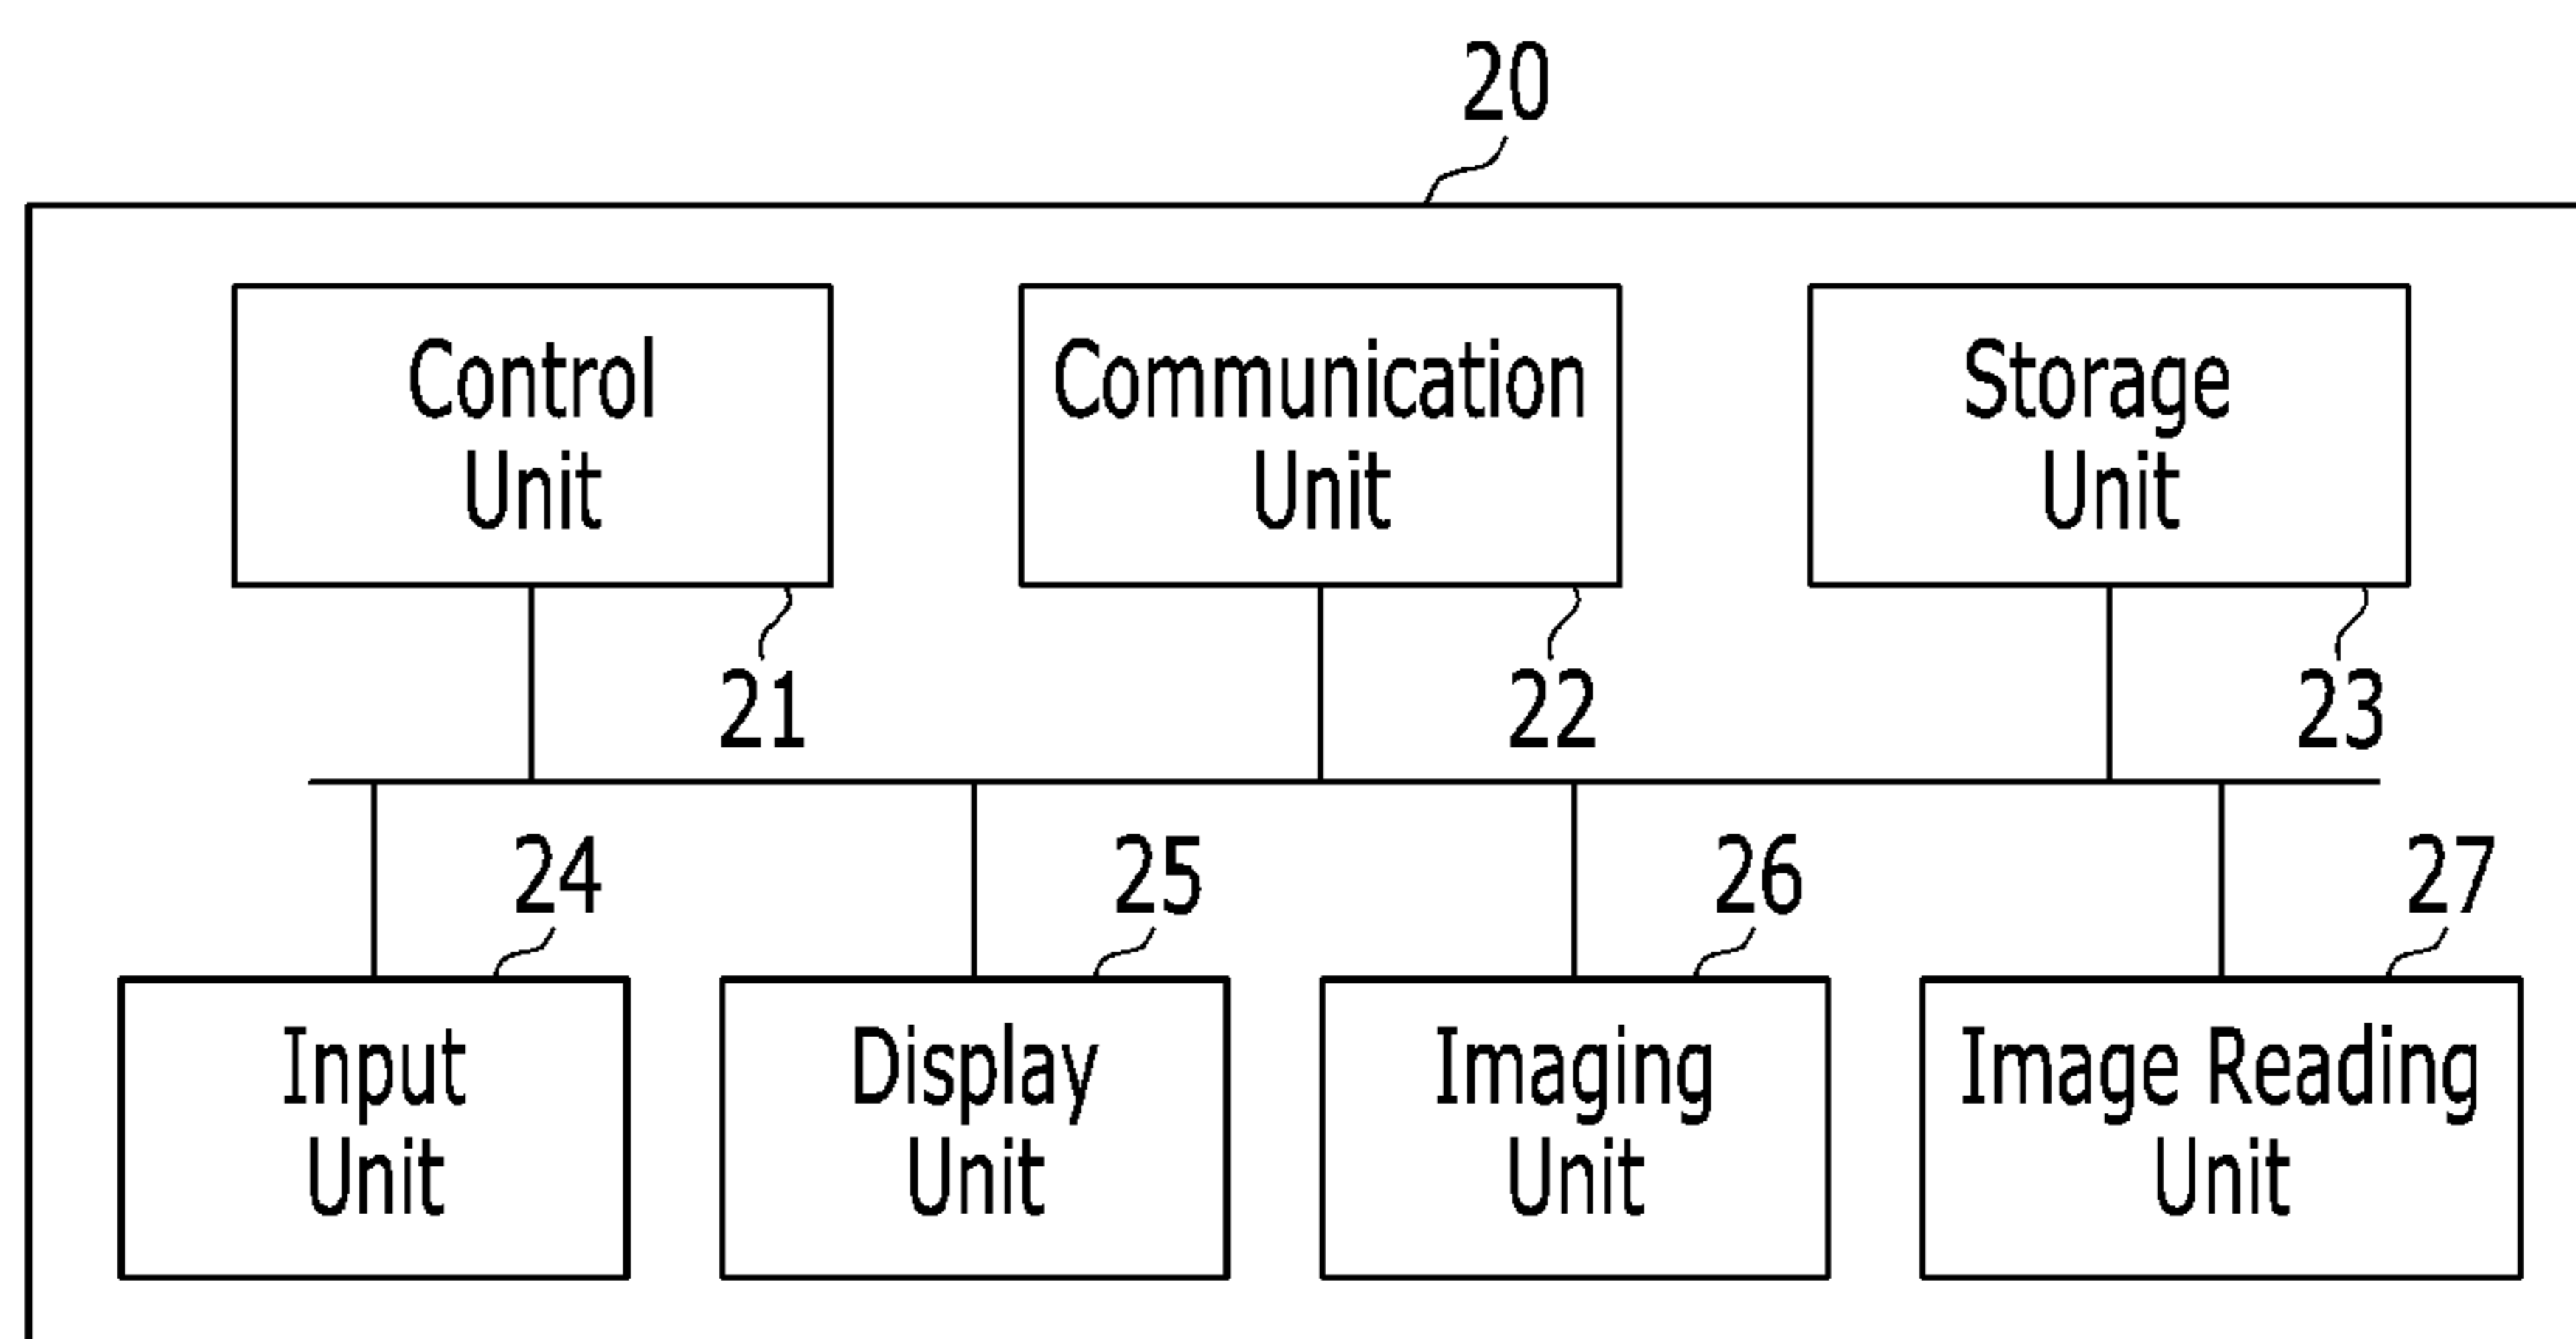 20
Control
Unit
Communication
Unit
Storage
Unit
21
22
23
24
25
26
27
Input
Unit
Display
Unit
Imaging
Unit
Image Reading
Unit